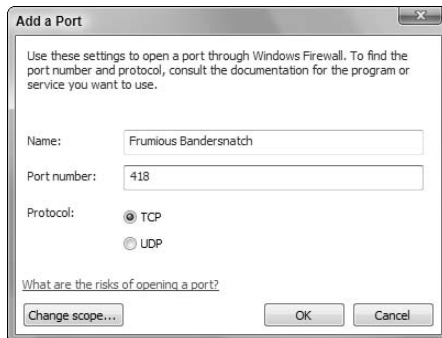 Add a Port
Use these settings to open a port through Windows Firewall. To find the
port number and protocol, consult the documentation for the program or
service you want to use.
Name: Frumious Bandersnatch
Port number: 418
Protocol: TCP
UDP
What are the risks of opening a port?
Change scope... OK Cancel